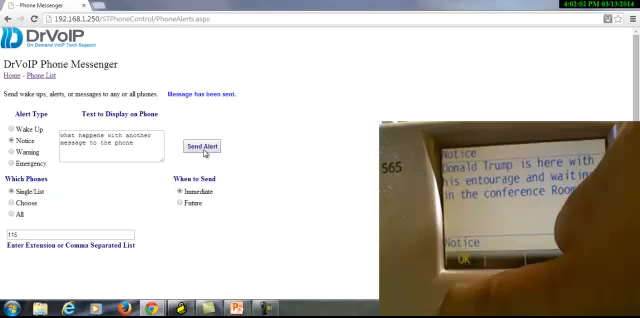 - Phone Messenger
4:02:02 PM 03/13/2014
192.168.1.250/STPhoneControl/PhoneAlerts.aspx
DrVoIP
On Demand VoIP Tech Support
DrVoIP Phone Messenger
Home - Phone List
Send wake ups, alerts, or messages to any or all phones.
Message has been sent.
Alert Type
Text to Display on Phone
Wake Up
Notice
Warning
Emergency
what happens with another
message to the phone
Send Alert
Which Phones
When to Send
Single/List
Choose
All
Immediate
Future
115
Enter Extension or Comma Separated List
565
Notice
Donald Trump is here with
his entourage and waitin
in the conference Room
Notice
OK